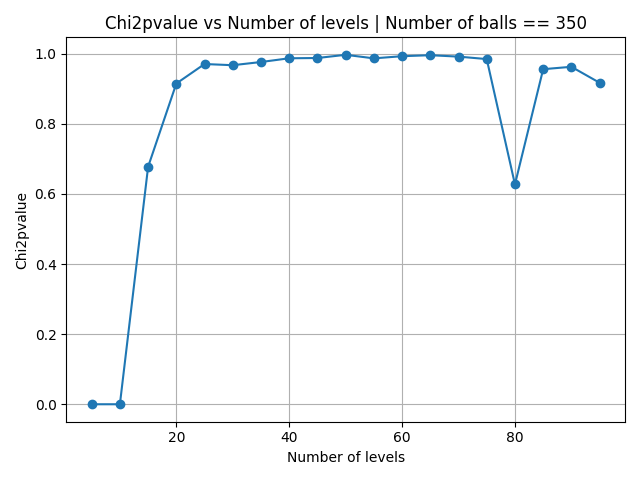 Chi2pvalue vs Number of levels | Number of balls == 350
1.0
0.8
0.6
0.4
0.2
0.0
Chi2pvalue
20 40 60 80
Number of levels